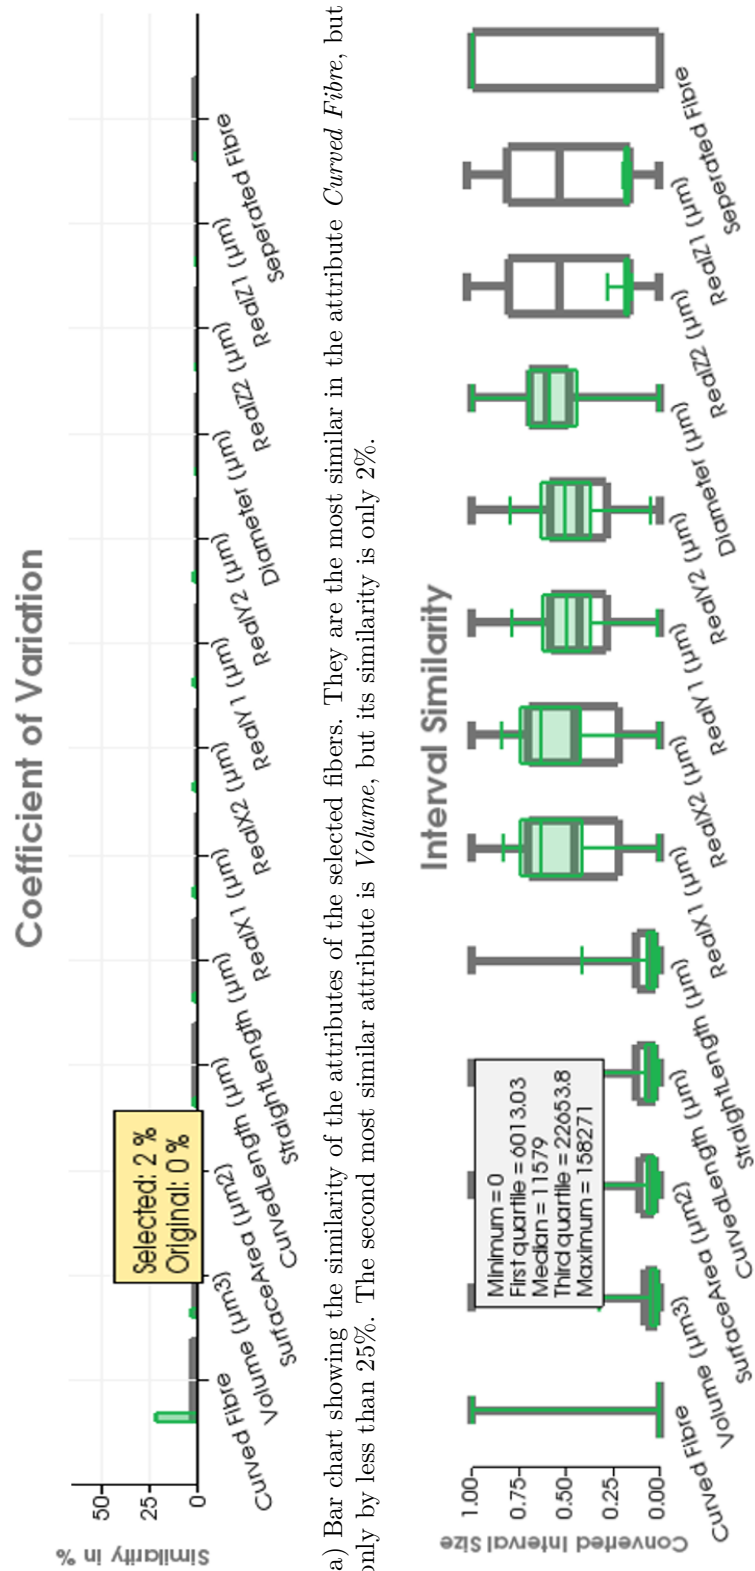 Coefficient of Variation
Similarity in %
50
25
0
Selected: 2 %
Original: 0 %
Curved Fibre
Volume (µm3)
SurfaceArea (µm2)
CurvedLength (µm)
StraightLength (µm)
RealX1 (µm)
RealX2 (µm)
RealY1 (µm)
RealY2 (µm)
Diameter (µm)
RealZ2 (µm)
RealZ1 (µm)
Seperated Fibre
a) Bar chart showing the similarity of the attributes of the selected fibers. They are the most similar in the attribute Curved Fibre, but
only by less than 25%. The second most similar attribute is Volume, but its similarity is only 2%.
Interval Similarity
Converted Interval Size
1.00
0.75
0.50
0.25
0.00
Minimum = 0
First quartile = 6013.03
Median = 11579
Third quartile = 22653.8
Maximum = 158271
Curved Fibre
Volume (µm3)
SurfaceArea (µm2)
CurvedLength (µm)
StraightLength (µm)
RealX1 (µm)
RealX2 (µm)
RealY1 (µm)
RealY2 (µm)
Diameter (µm)
RealZ2 (µm)
RealZ1 (µm)
Seperated Fibre